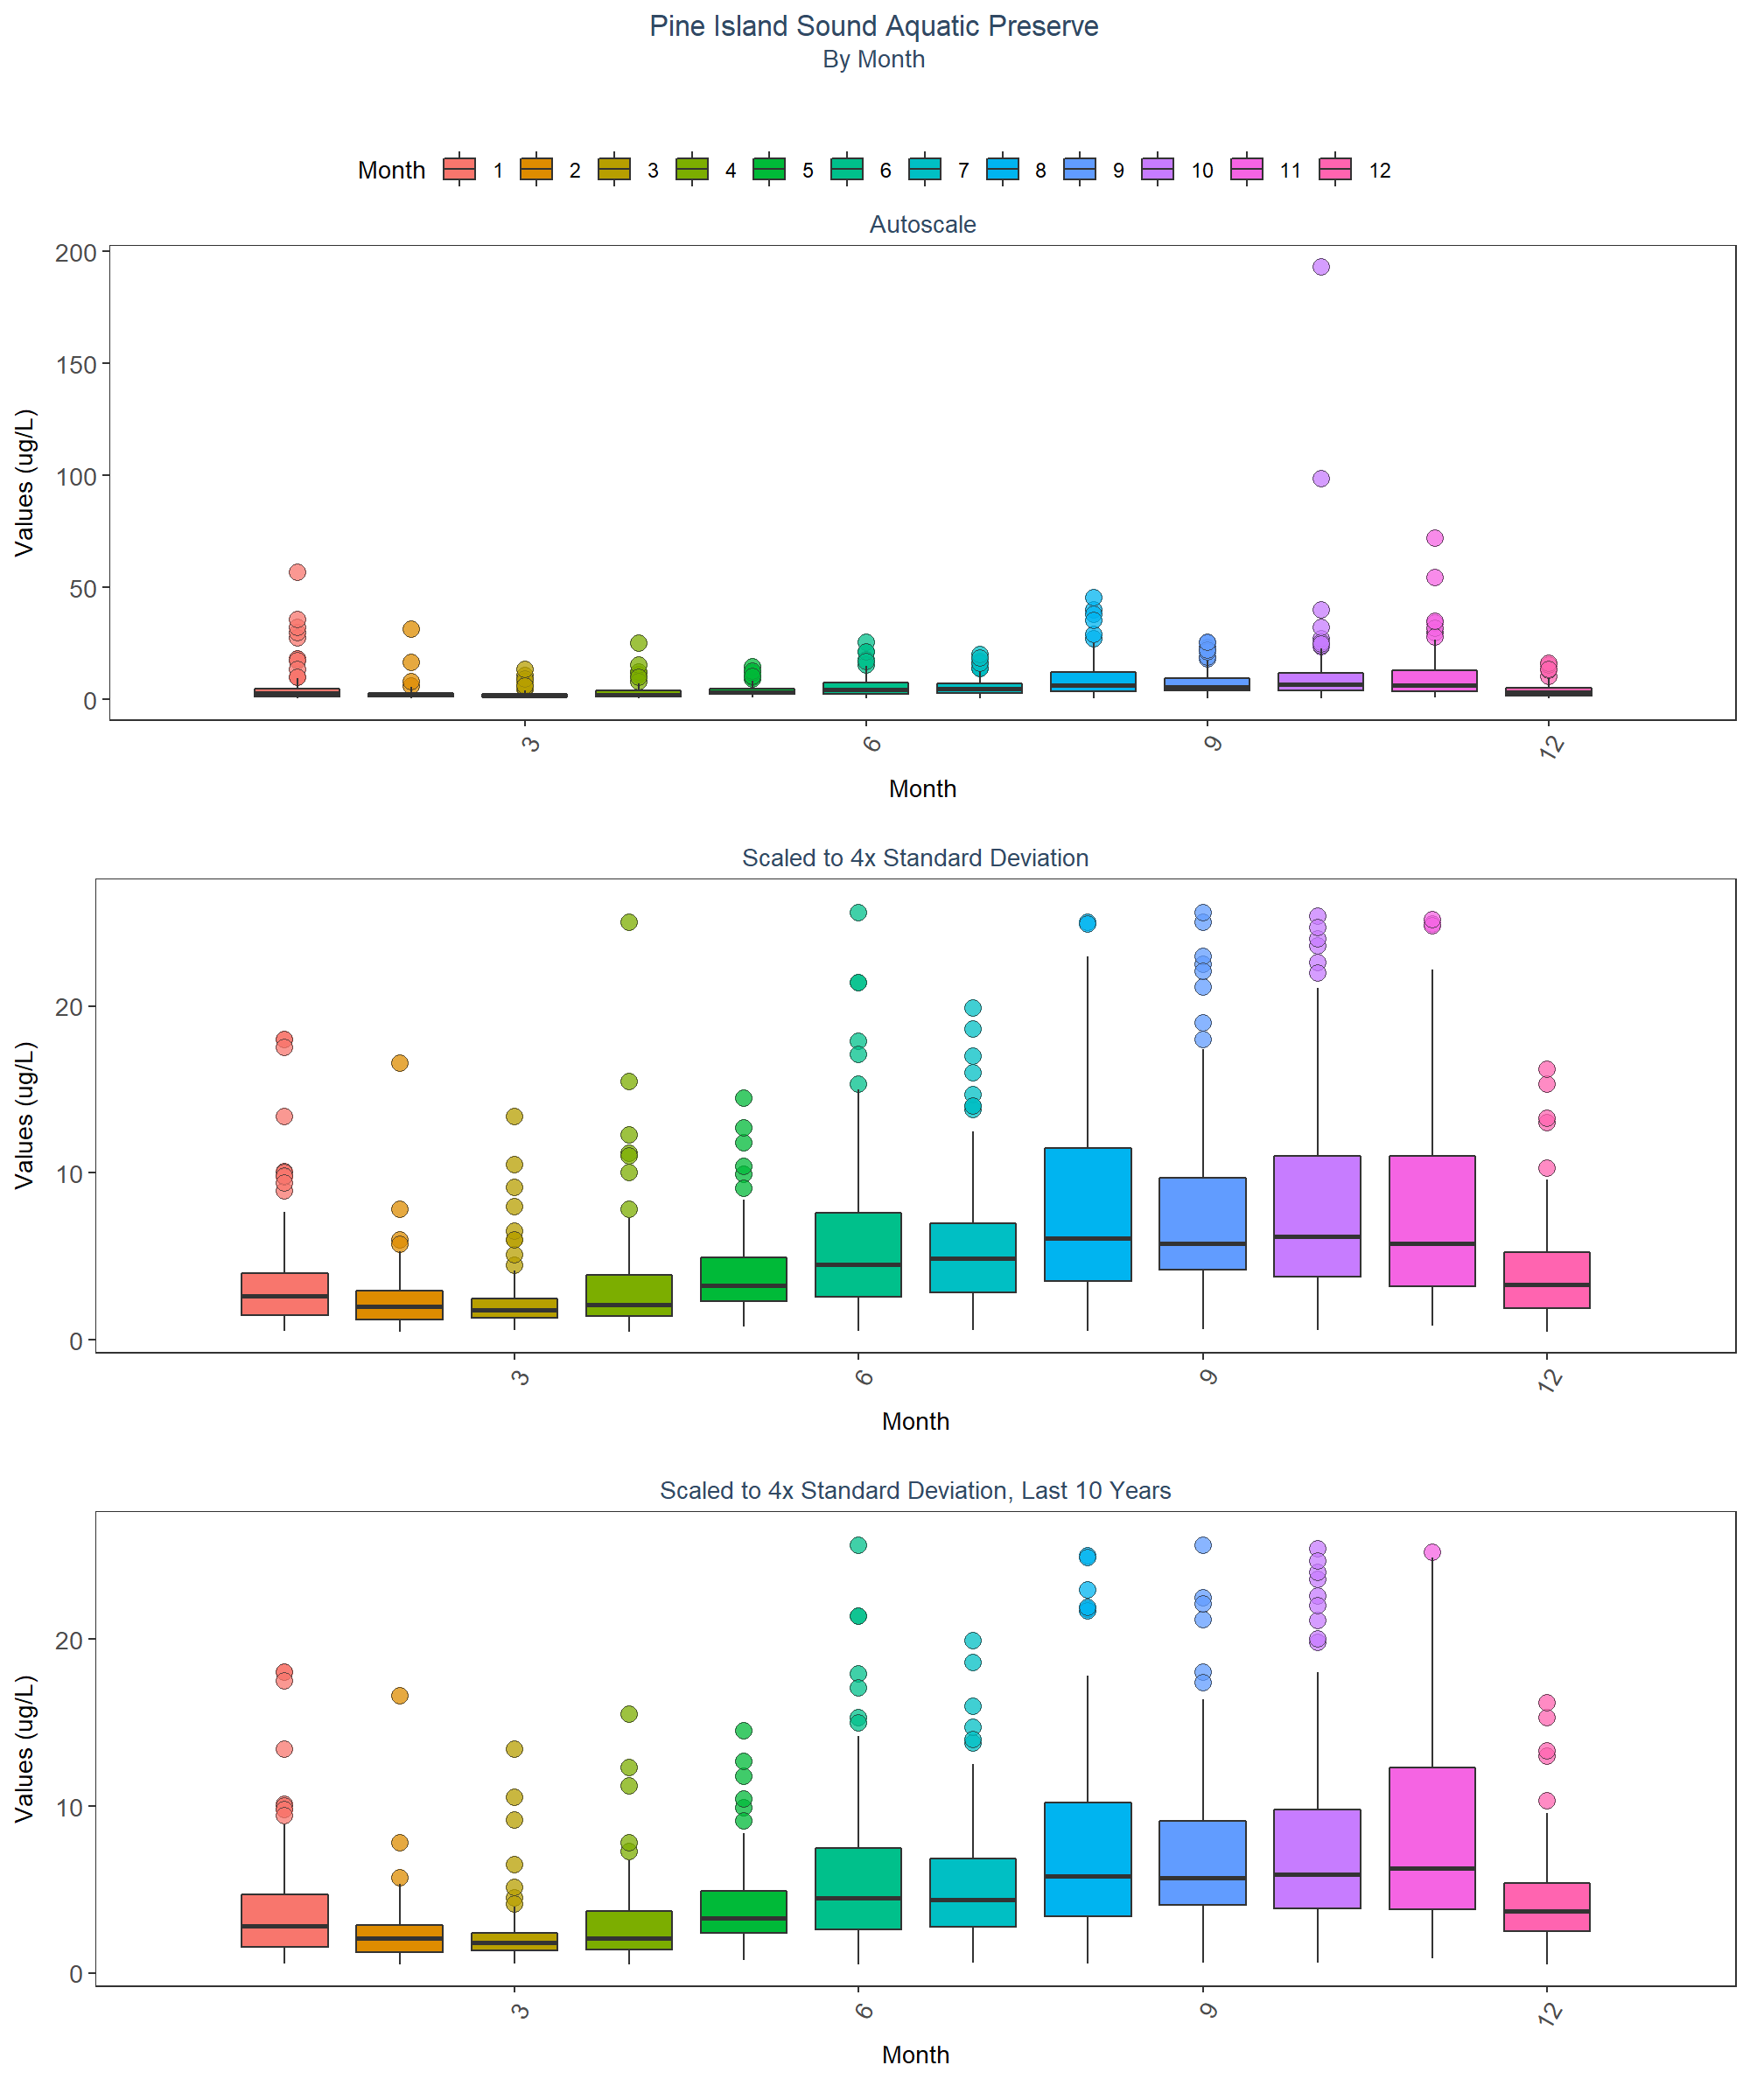 Pine Island Sound Aquatic Preserve
By Month
Month 1 2 3 4 5 6 7 8 9 10 11 12
Autoscale
200
150
100
50
0
Values (ug/L)
3 6 9 12
Month
Scaled to 4x Standard Deviation
20
10
0
Values (ug/L)
3 6 9 12
Month
Scaled to 4x Standard Deviation, Last 10 Years
20
10
0
Values (ug/L)
3 6 9 12
Month